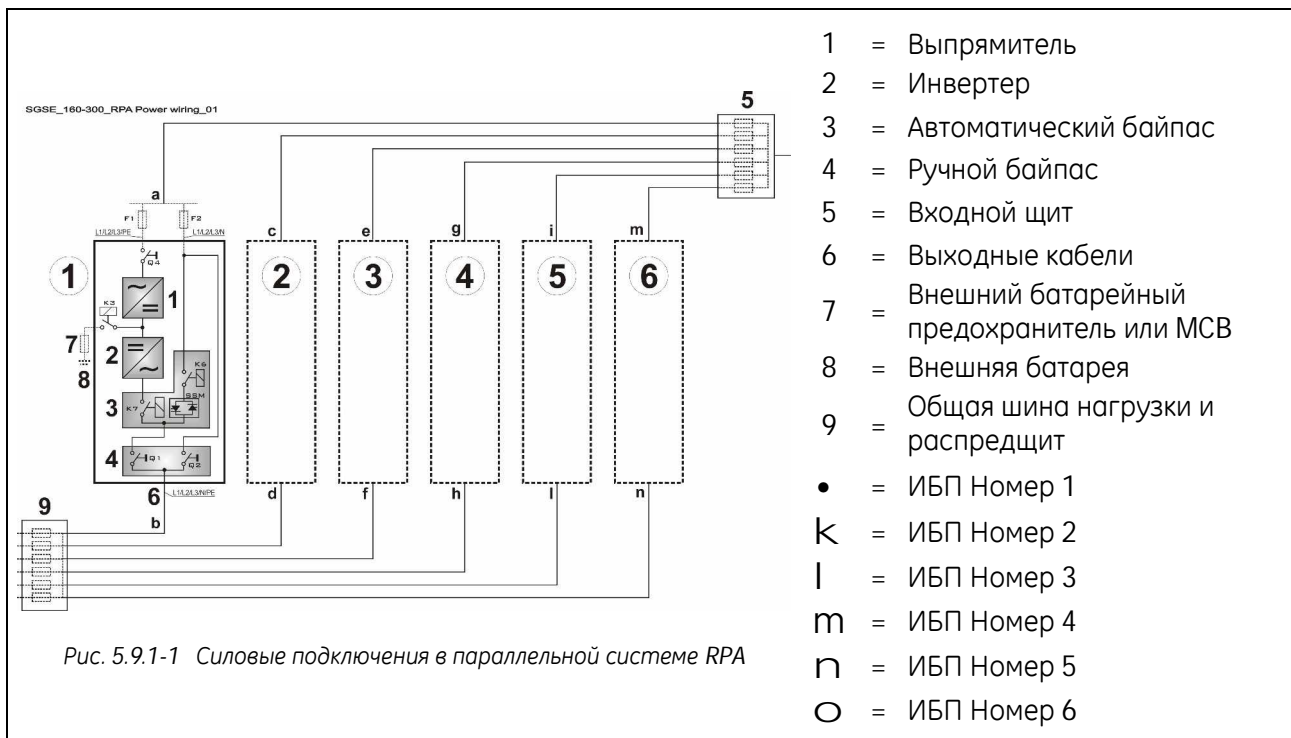 SGSE_160-300_RPA Power wiring_01
5
a
F1
F2
L1/L2/L3/PE
L1/L2/L3/N
c
e
g
i
m
1
2
3
4
5
6
Q4
1
K3
7
8
2
K6
SSM
3
K7
4
Q1
Q2
6
L1/L2/L3/N/PE
d
f
h
l
n
9
b
Рис. 5.9.1-1 Силовые подключения в параллельной системе RPA
1 = Выпрямитель
2 = Инвертер
3 = Автоматический байпас
4 = Ручной байпас
5 = Входной щит
6 = Выходные кабели
7 = Внешний батарейный
предохранитель или MCB
8 = Внешняя батарея
9 = Общая шина нагрузки и
распредщит
• = ИБП Номер 1
k = ИБП Номер 2
l = ИБП Номер 3
m = ИБП Номер 4
n = ИБП Номер 5
o = ИБП Номер 6